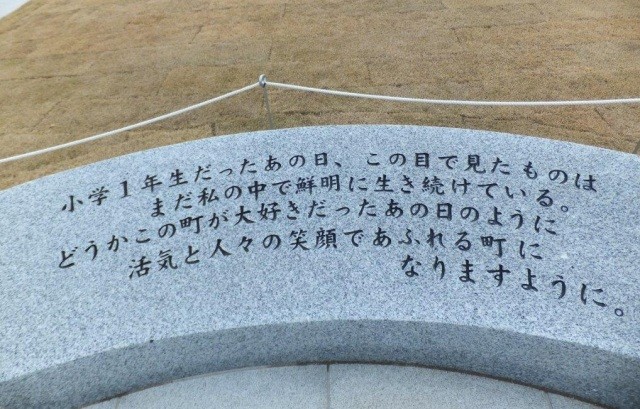 小学１年生だったあの日、この目で見たものは
まだ私の中で鮮明に生き続けている。
どうかこの町が大好きだったあの日のように
活気と人々の笑顔であふれる町に
なりますように。